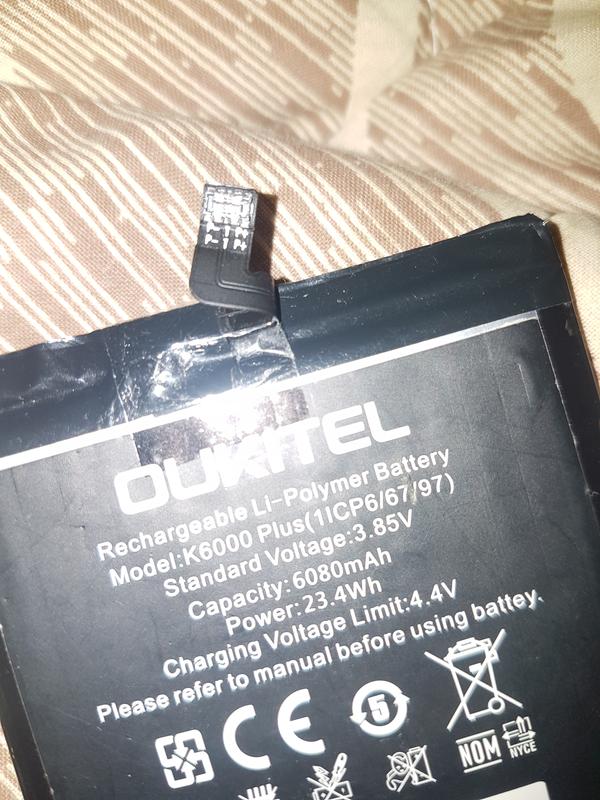 P- T P+
P- T P+
OUKITEL
Rechargeable LI-Polymer Battery
Model:K6000 Plus(1ICP6/67/97)
Standard Voltage:3.85V
Capacity:6080mAh
Power:23.4Wh
Charging Voltage Limit:4.4V
Please refer to manual before using battey.
CE
5
NOM
NYCE